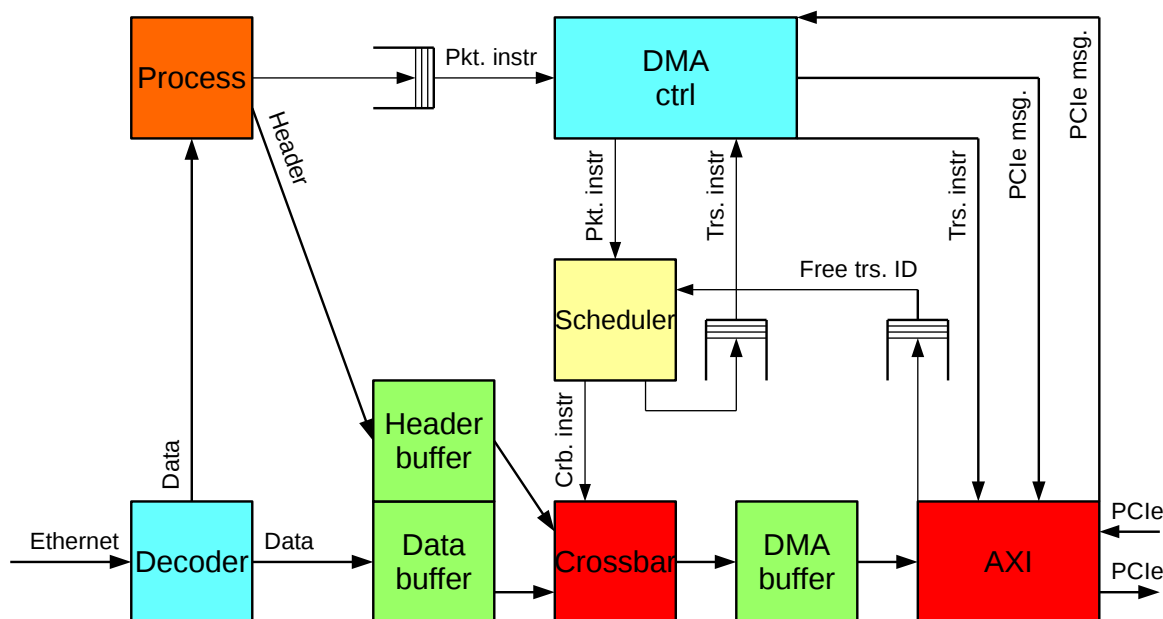 Process
Pkt. instr
DMA
ctrl
PCIe msg.
PCIe msg.
Header
Pkt. instr
Trs. instr
Trs. instr
Free trs. ID
Scheduler
Header
buffer
Crb. instr
Data
Ethernet
Decoder
Data
Data
buffer
Crossbar
DMA
buffer
AXI
PCIe
PCIe